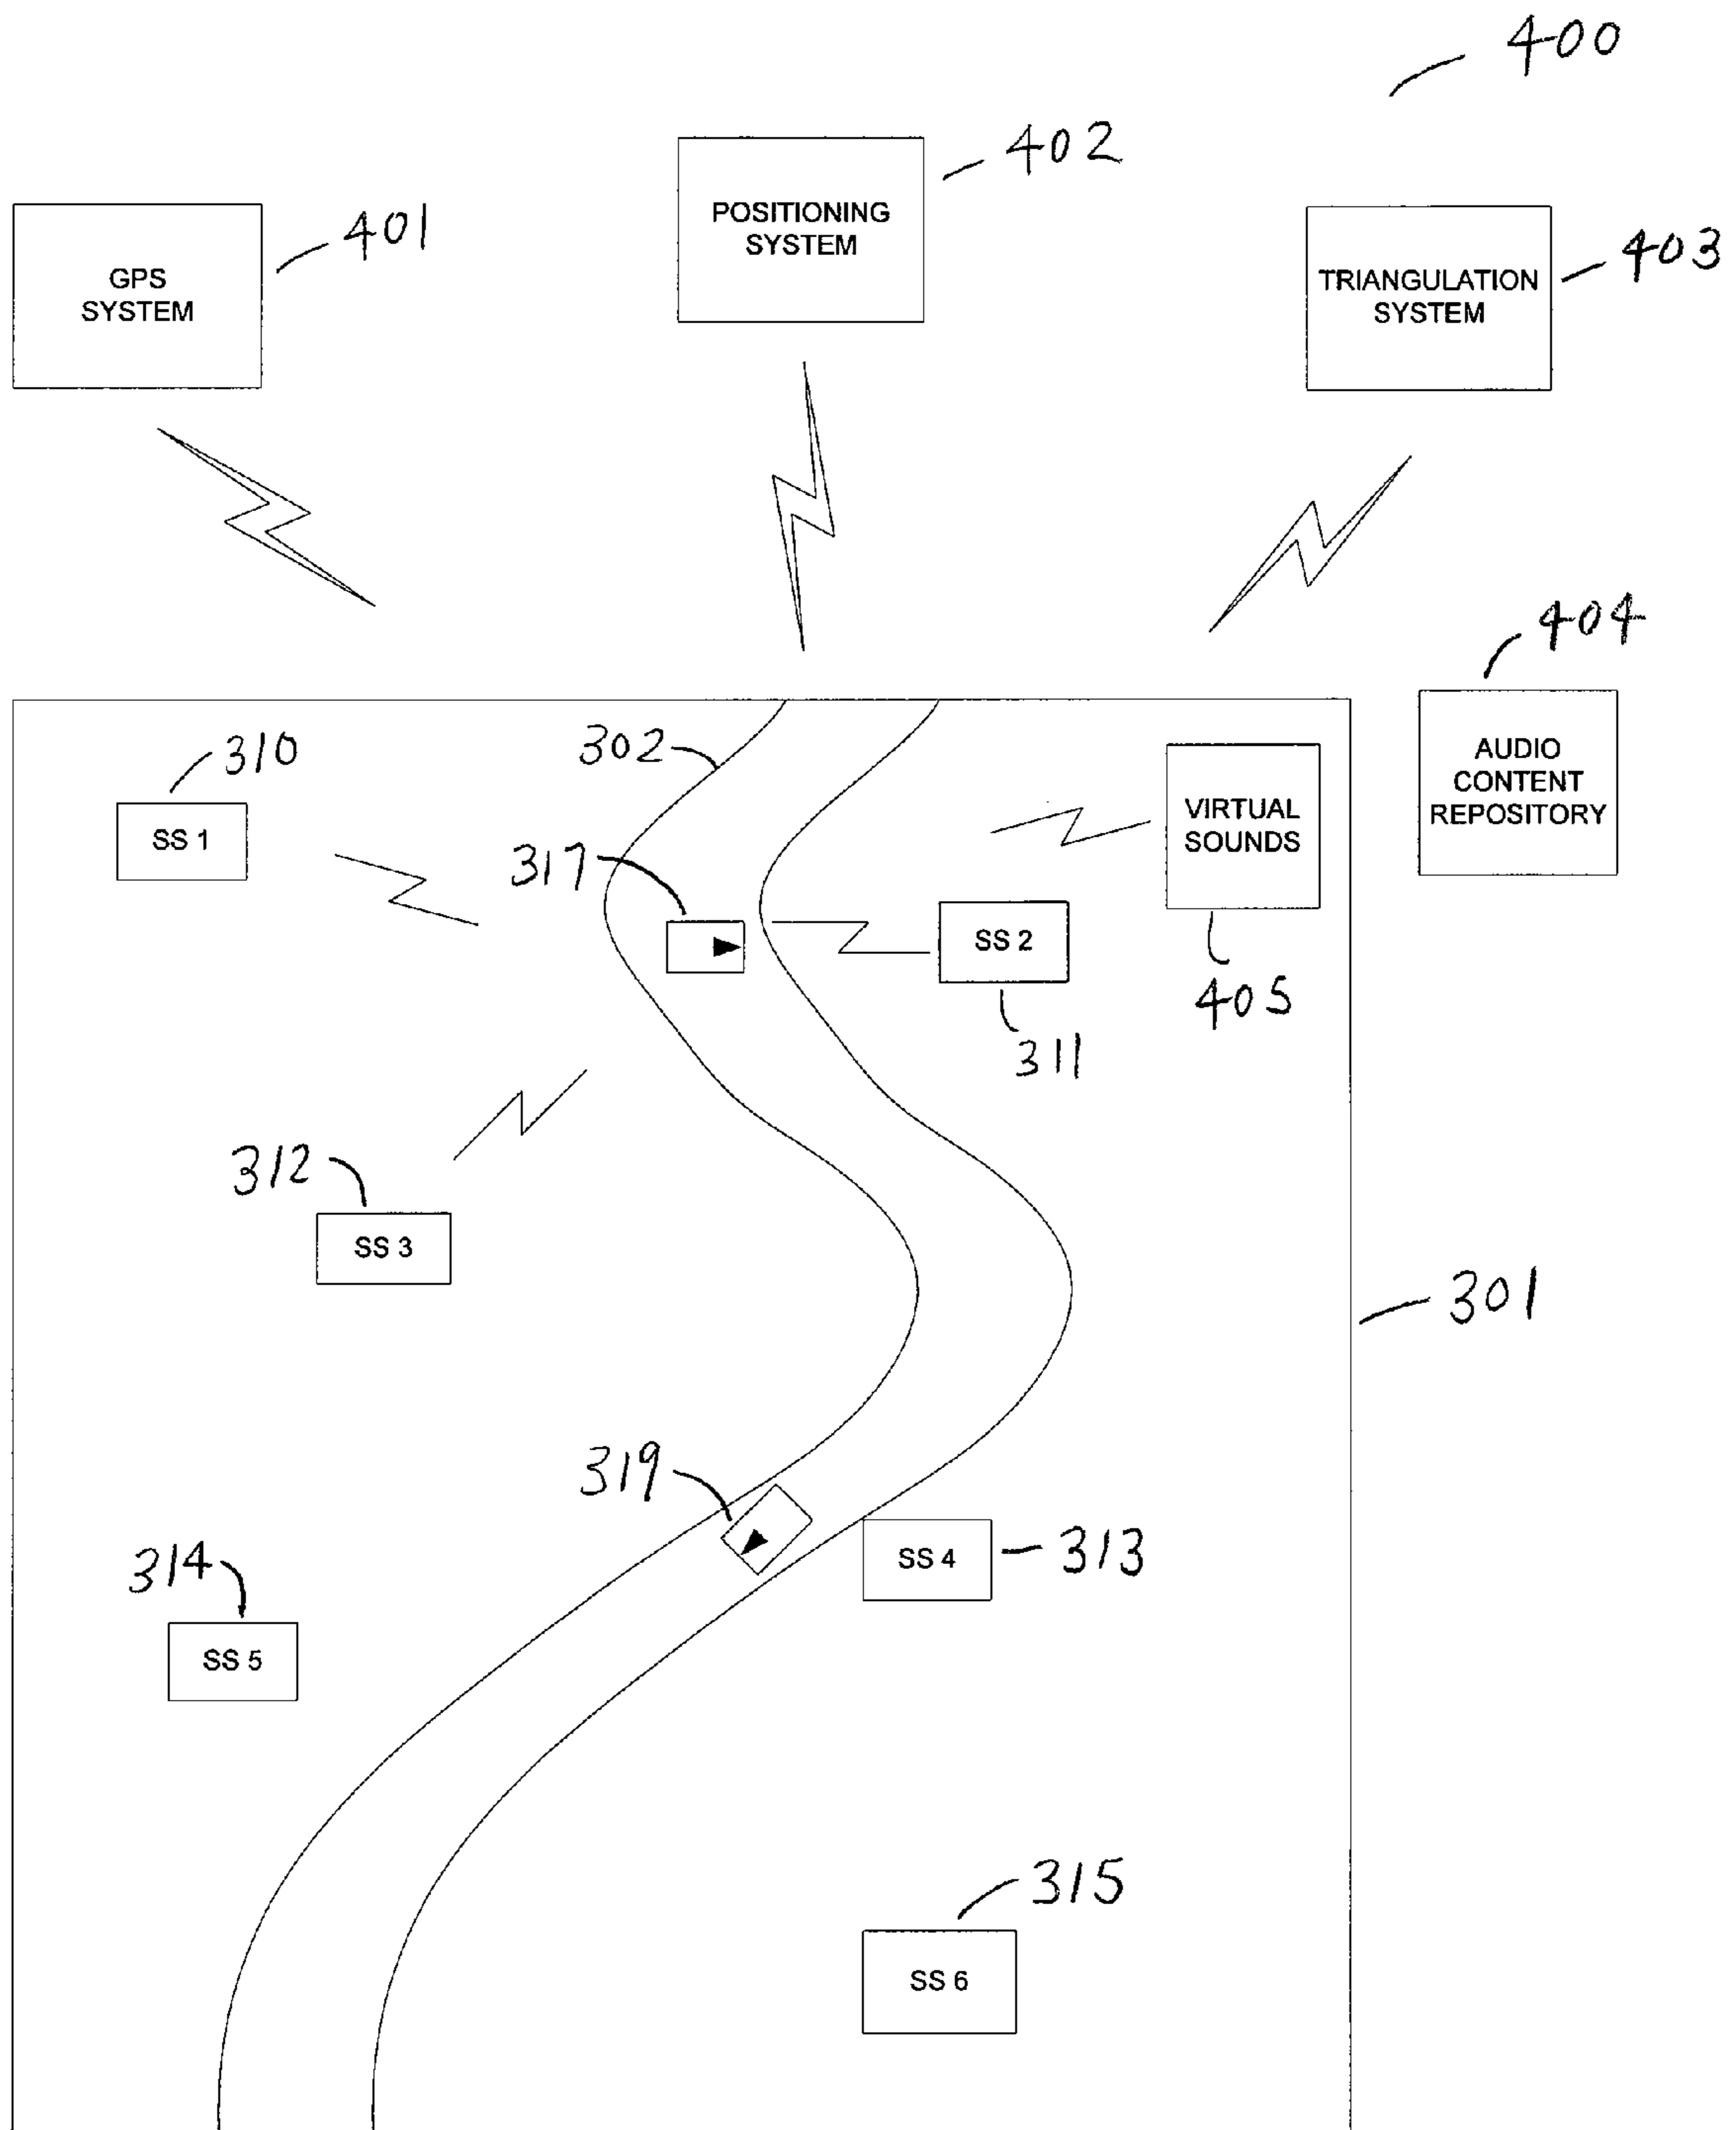 400
402
POSITIONING
SYSTEM
401
GPS
SYSTEM
403
TRIANGULATION
SYSTEM
404
AUDIO
CONTENT
REPOSITORY
310
302
SS 1
VIRTUAL
SOUNDS
317
SS 2
405
311
312
SS 3
301
319
SS 4
313
314
SS 5
315
SS 6